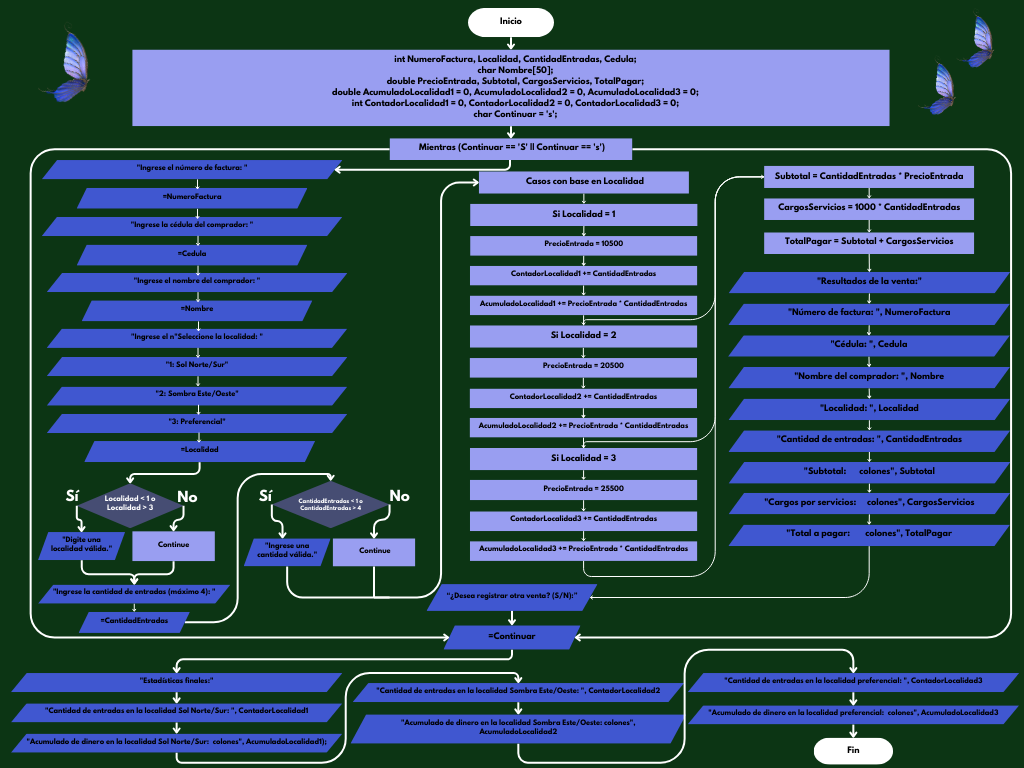 Inicio
int NumeroFactura, Localidad, CantidadEntradas, Cedula;
char Nombre[50];
double PrecioEntrada, Subtotal, CargosServicios, TotalPagar;
double AcumuladoLocalidad1 = 0, AcumuladoLocalidad2 = 0, AcumuladoLocalidad3 = 0;
int ContadorLocalidad1 = 0, ContadorLocalidad2 = 0, ContadorLocalidad3 = 0;
char Continuar = 's';
Mientras (Continuar == 'S' || Continuar == 's')
"Ingrese el número de factura: "
=NumeroFactura
"Ingrese la cédula del comprador: "
=Cedula
"Ingrese el nombre del comprador: "
=Nombre
"Ingrese el n"Seleccione la localidad: "
"1: Sol Norte/Sur"
"2: Sombra Este/Oeste"
"3: Preferencial"
=Localidad
Sí
Localidad < 1 o
Localidad > 3
No
"Digite una
localidad válida."
Continue
"Ingrese la cantidad de entradas (máximo 4): "
=CantidadEntradas
Sí
CantidadEntradas < 1 o
CantidadEntradas > 4
No
"Ingrese una
cantidad válida."
Continue
Casos con base en Localidad
Si Localidad = 1
PrecioEntrada = 10500
ContadorLocalidad1 += CantidadEntradas
AcumuladoLocalidad1 += PrecioEntrada * CantidadEntradas
Si Localidad = 2
PrecioEntrada = 20500
ContadorLocalidad2 += CantidadEntradas
AcumuladoLocalidad2 += PrecioEntrada * CantidadEntradas
Si Localidad = 3
PrecioEntrada = 25500
ContadorLocalidad3 += CantidadEntradas
AcumuladoLocalidad3 += PrecioEntrada * CantidadEntradas
Subtotal = CantidadEntradas * PrecioEntrada
CargosServicios = 1000 * CantidadEntradas
TotalPagar = Subtotal + CargosServicios
"Resultados de la venta:"
"Número de factura: ", NumeroFactura
"Cédula: ", Cedula
"Nombre del comprador: ", Nombre
"Localidad: ", Localidad
"Cantidad de entradas: ", CantidadEntradas
"Subtotal: colones", Subtotal
"Cargos por servicios: colones", CargosServicios
"Total a pagar: colones", TotalPagar
"¿Desea registrar otra venta? (S/N):"
=Continuar
"Estadísticas finales:"
"Cantidad de entradas en la localidad Sol Norte/Sur: ", ContadorLocalidad1
"Acumulado de dinero en la localidad Sol Norte/Sur: colones", AcumuladoLocalidad1);
"Cantidad de entradas en la localidad Sombra Este/Oeste: ", ContadorLocalidad2
"Acumulado de dinero en la localidad Sombra Este/Oeste: colones",
AcumuladoLocalidad2
"Cantidad de entradas en la localidad preferencial: ", ContadorLocalidad3
"Acumulado de dinero en la localidad preferencial: colones", AcumuladoLocalidad3
Fin